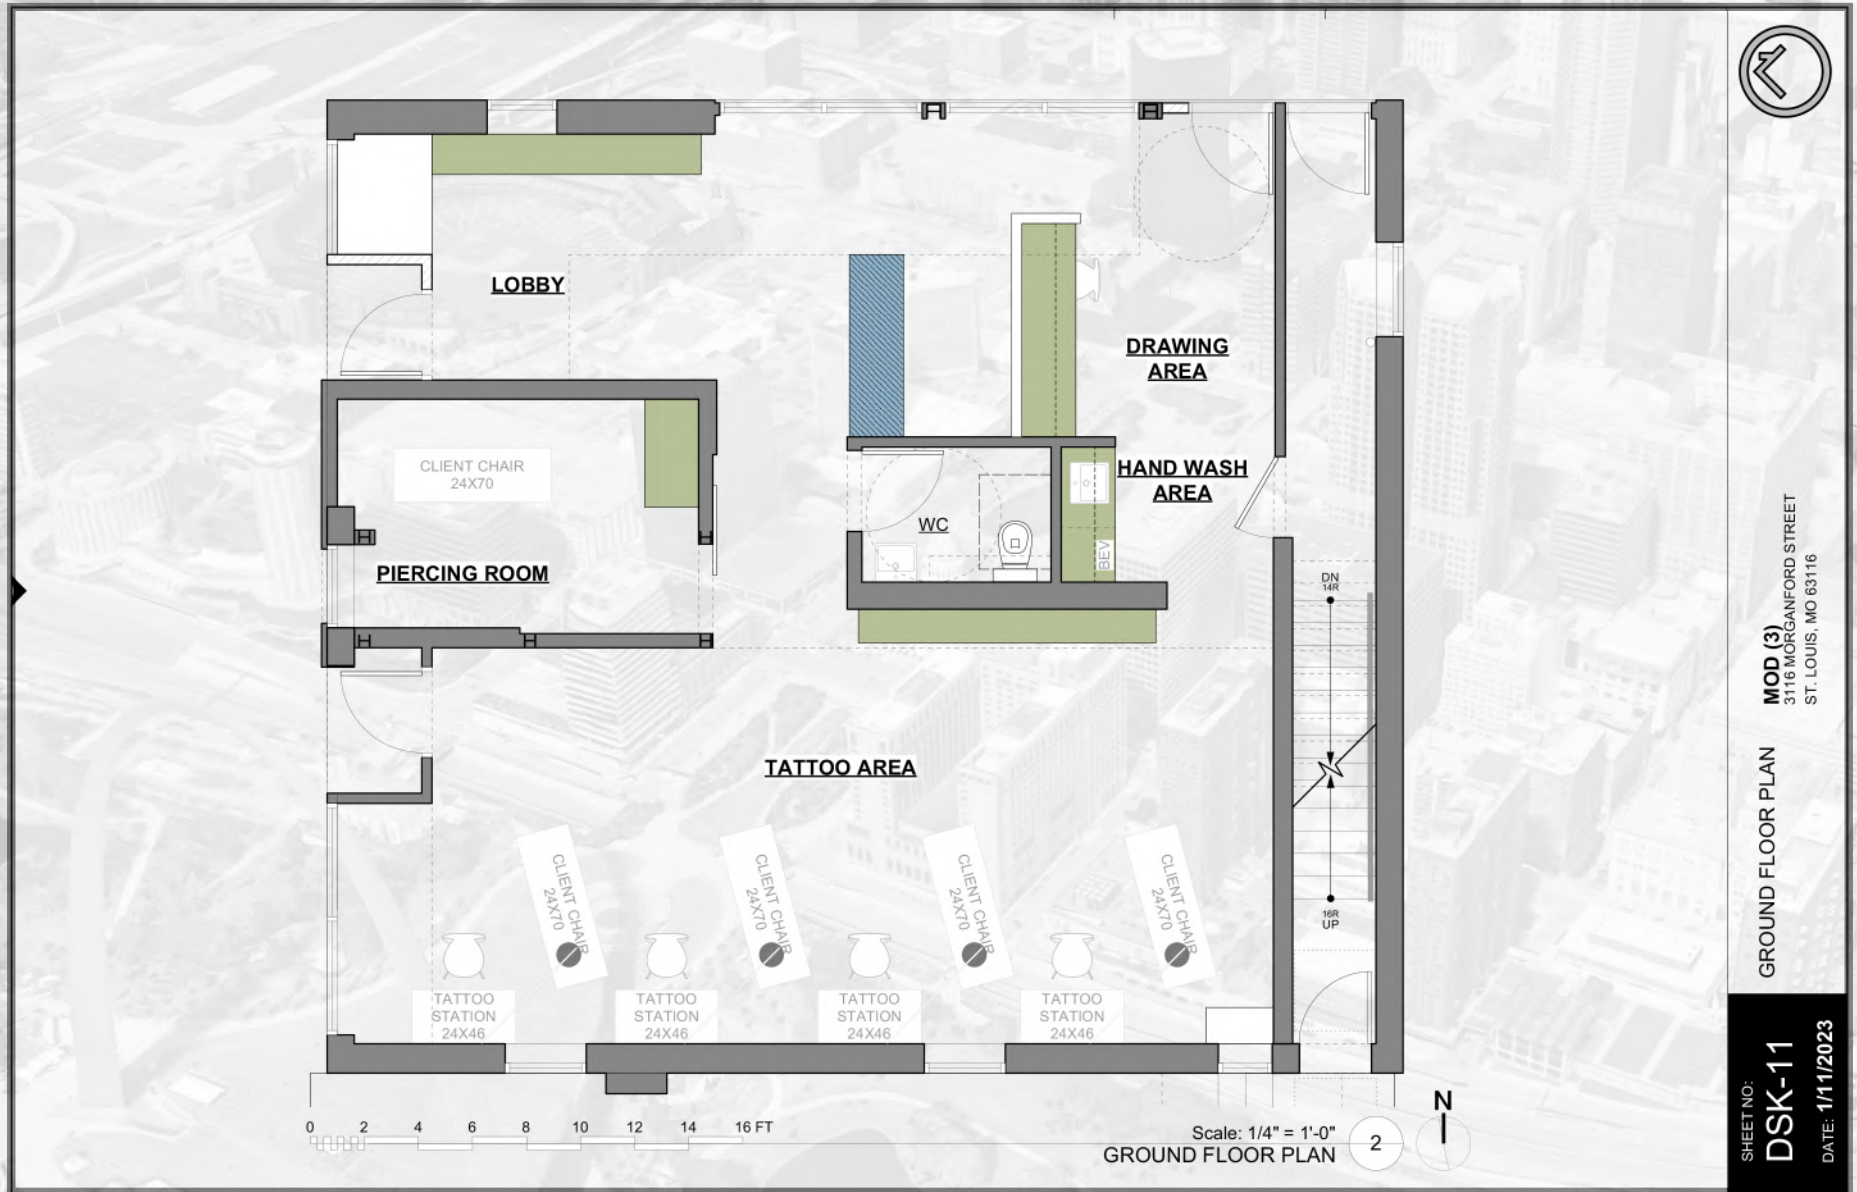 LOBBY
DRAWING
AREA
CLIENT CHAIR
24X70
HAND WASH
AREA
WC
BEV
PIERCING ROOM
DN
14R
TATTOO AREA
CLIENT CHAIR
24X70
CLIENT CHAIR
24X70
CLIENT CHAIR
24X70
CLIENT CHAIR
24X70
16R
UP
TATTOO
STATION
24X46
TATTOO
STATION
24X46
TATTOO
STATION
24X46
TATTOO
STATION
24X46
0 2 4 6 8 10 12 14 16 FT
Scale: 1/4" = 1'-0"
GROUND FLOOR PLAN
2
N
MOD (3)
3116 MORGANFORD STREET
ST. LOUIS, MO 63116
GROUND FLOOR PLAN
SHEET NO:
DSK-11
DATE: 1/11/2023